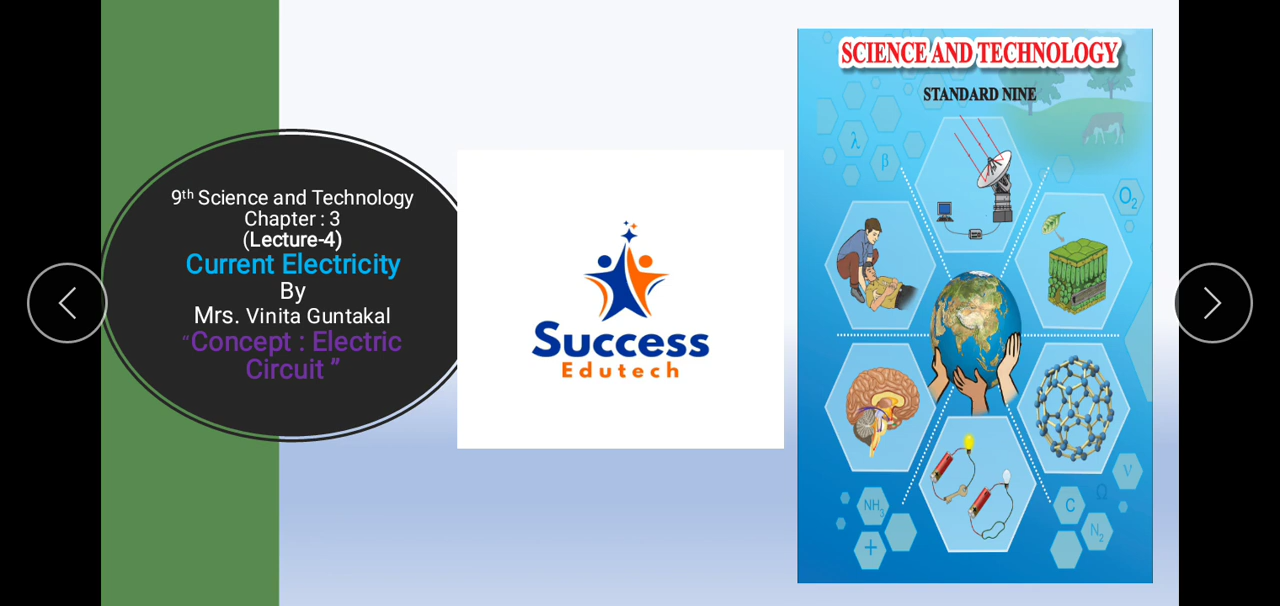 9th Science and Technology
Chapter : 3
(Lecture-4)
Current Electricity
By
Mrs. Vinita Guntakal
“Concept : Electric
Circuit ”
Success
Edutech
SCIENCE AND TECHNOLOGY
STANDARD NINE
λ
β
O2
ν
Ω
NH3
C
N2
+